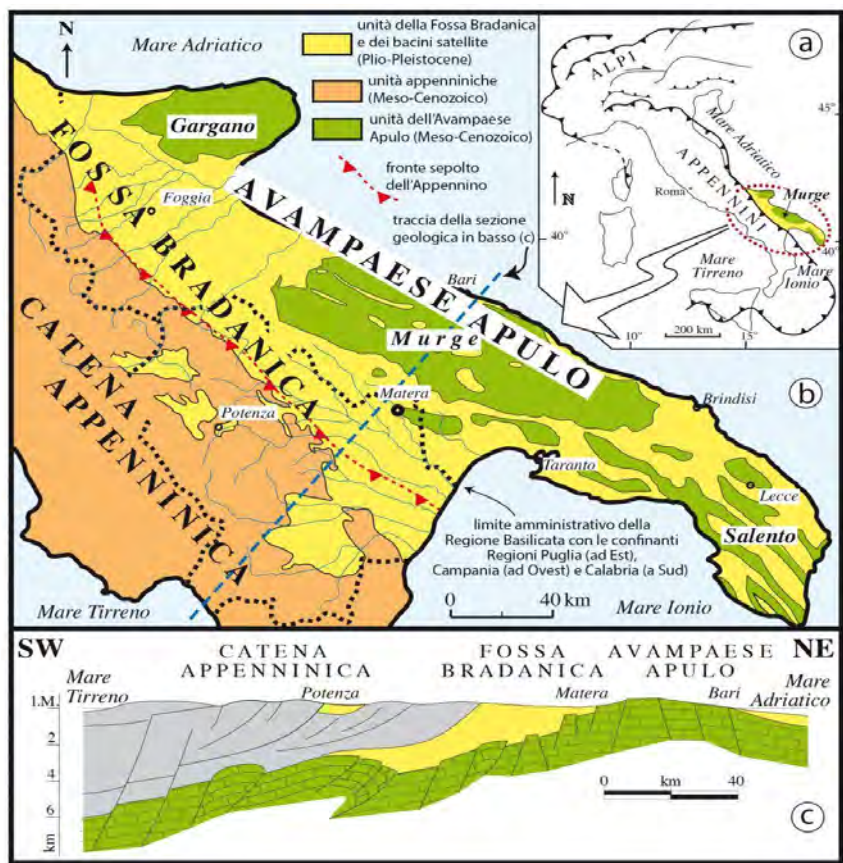 N
Mare Adriatico
unità della Fossa Bradanica
e dei bacini satellite
(Plio-Pleistocene)
unità appenniniche
(Meso-Cenozoico)
unità dell'Avampaese
Apulo (Meso-Cenozoico)
fronte sepolto
dell'Appennino
traccia della sezione
geologica in basso (c)
a
ALPI
45°
Mare Adriatico
APPENNINI
N
Roma
Murge
40°
40°
Mare
Tirreno
Mare
Ionio
10°
200 km
15°
Gargano
FOSSA BRADANICA
Foggia
AVAMPAESE APULO
Bari
Murge
CATENA
APPENNINICA
Matera
Potenza
b
Brindisi
Taranto
Lecce
Salento
limite amministrativo della
Regione Basilicata con le confinanti
Regioni Puglia (ad Est),
Campania (ad Ovest) e Calabria (a Sud)
0 40 km
Mare Tirreno
Mare Ionio
SW
CATENA
APPENNINICA
FOSSA
BRADANICA
AVAMPAESE
APULO
NE
Mare
Tirreno
Potenza
Matera
Bari
Mare
Adriatico
l.M.
2
4
6
km
0 km 40
c